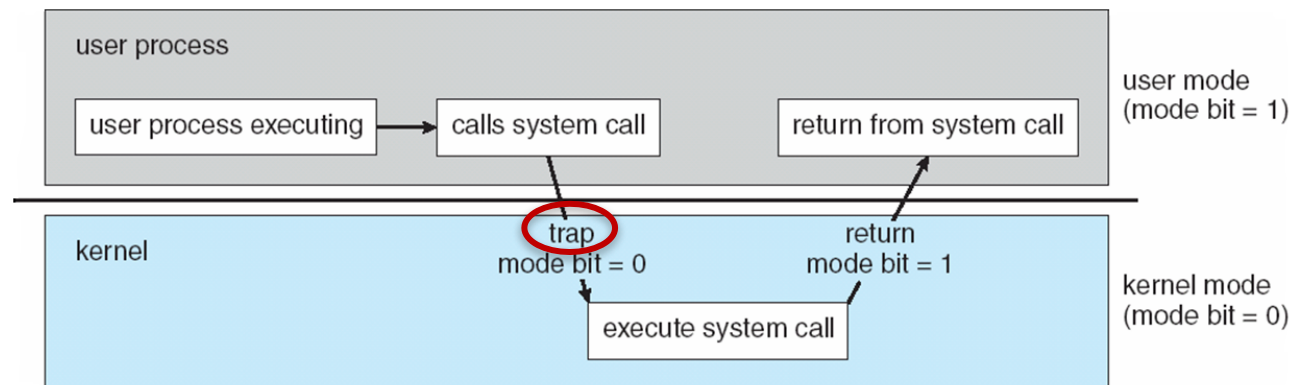 user process
user mode
(mode bit = 1)
user process executing
calls system call
return from system call
kernel
trap
mode bit = 0
return
mode bit = 1
kernel mode
(mode bit = 0)
execute system call